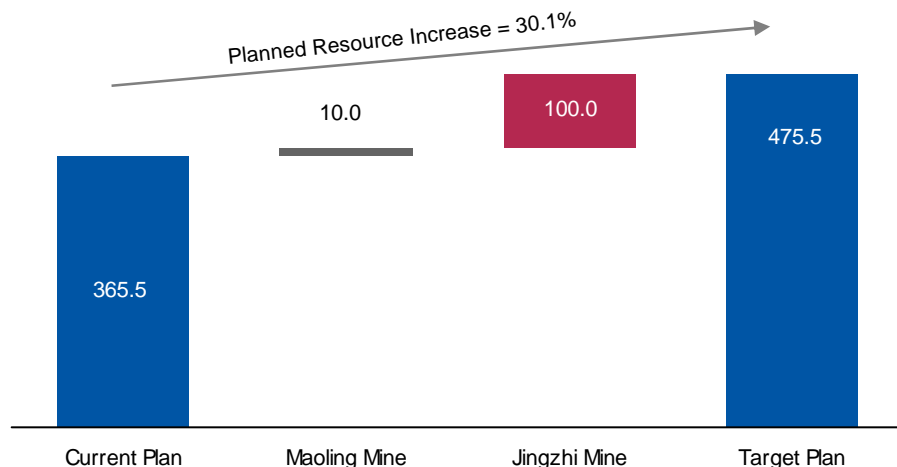 Planned Resource Increase = 30.1%
10.0
100.0
475.5
365.5
Current Plan
Maoling Mine
Jingzhi Mine
Target Plan